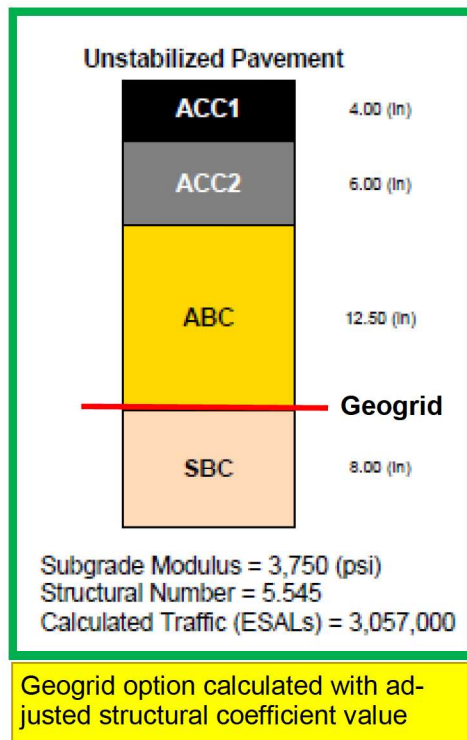 Unstabilized Pavement
ACC1 4.00 (in)
ACC2 6.00 (in)
ABC 12.50 (in)
Geogrid
SBC 8.00 (in)
Subgrade Modulus = 3,750 (psi)
Structural Number = 5.545
Calculated Traffic (ESALs) = 3,057,000
Geogrid option calculated with ad-
justed structural coefficient value